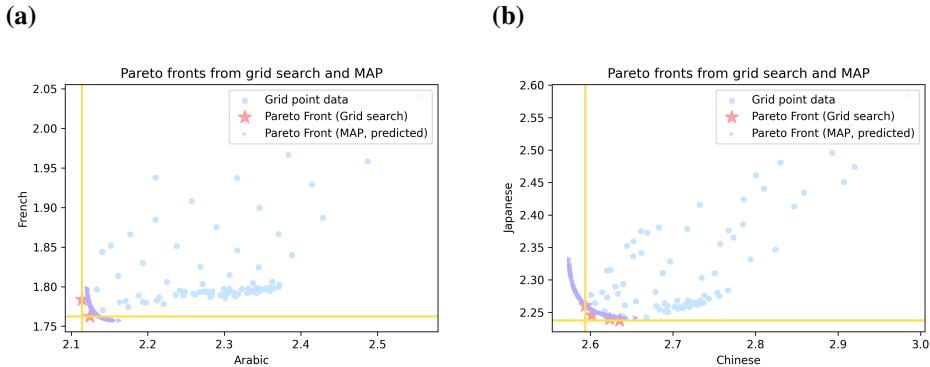 (a)
Pareto fronts from grid search and MAP
Grid point data
Pareto Front (Grid search)
Pareto Front (MAP, predicted)
French
2.05
2.00
1.95
1.90
1.85
1.80
1.75
2.1
2.2
2.3
2.4
2.5
Arabic
(b)
Pareto fronts from grid search and MAP
Grid point data
Pareto Front (Grid search)
Pareto Front (MAP, predicted)
Japanese
2.60
2.55
2.50
2.45
2.40
2.35
2.30
2.25
2.6
2.7
2.8
2.9
3.0
Chinese